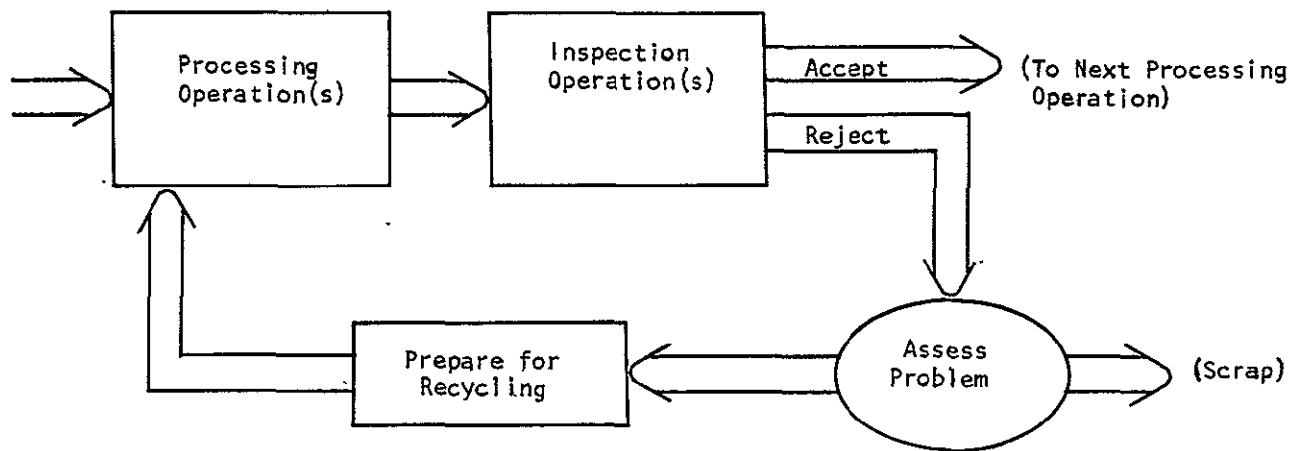 Processing
Operation(s)
Inspection
Operation(s)
Accept
(To Next Processing
Operation)
Reject
Assess
Problem
(Scrap)
Prepare for
Recycling